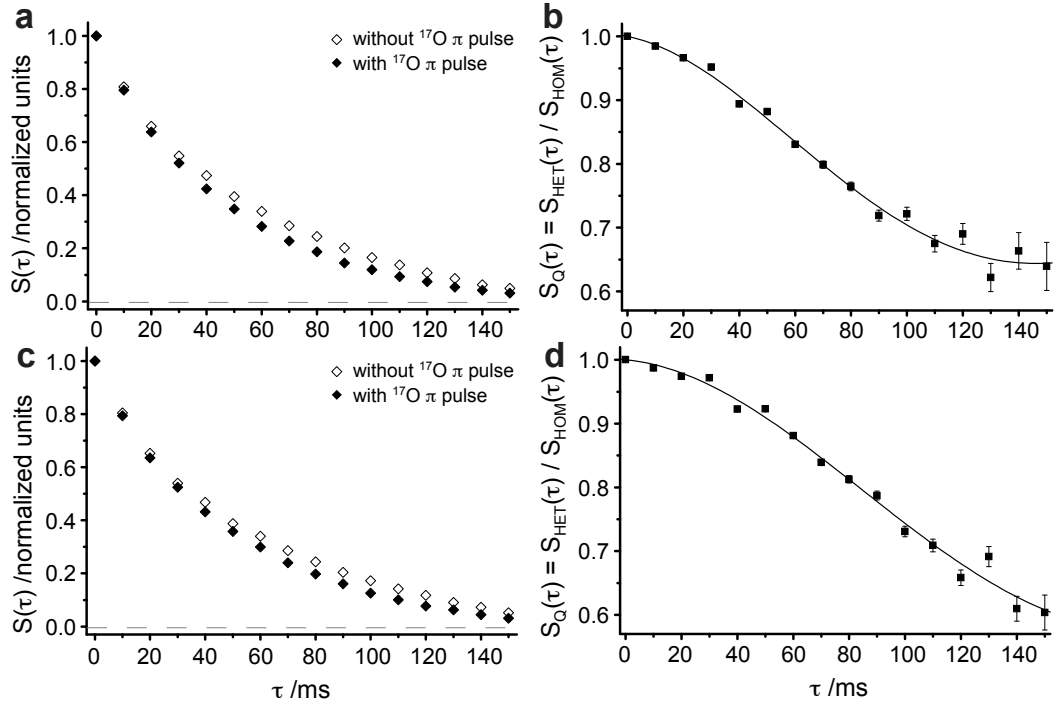 a
S(τ) /normalized units
1.0
0.8
0.6
0.4
0.2
0.0
◇ without ¹⁷O π pulse
◆ with ¹⁷O π pulse
0 20 40 60 80 100 120 140
b
S_Q(τ) = S_HET(τ) / S_HOM(τ)
1.0
0.9
0.8
0.7
0.6
0 20 40 60 80 100 120 140
c
S(τ) /normalized units
1.0
0.8
0.6
0.4
0.2
0.0
◇ without ¹⁷O π pulse
◆ with ¹⁷O π pulse
0 20 40 60 80 100 120 140
τ /ms
d
S_Q(τ) = S_HET(τ) / S_HOM(τ)
1.0
0.9
0.8
0.7
0.6
0 20 40 60 80 100 120 140
τ /ms